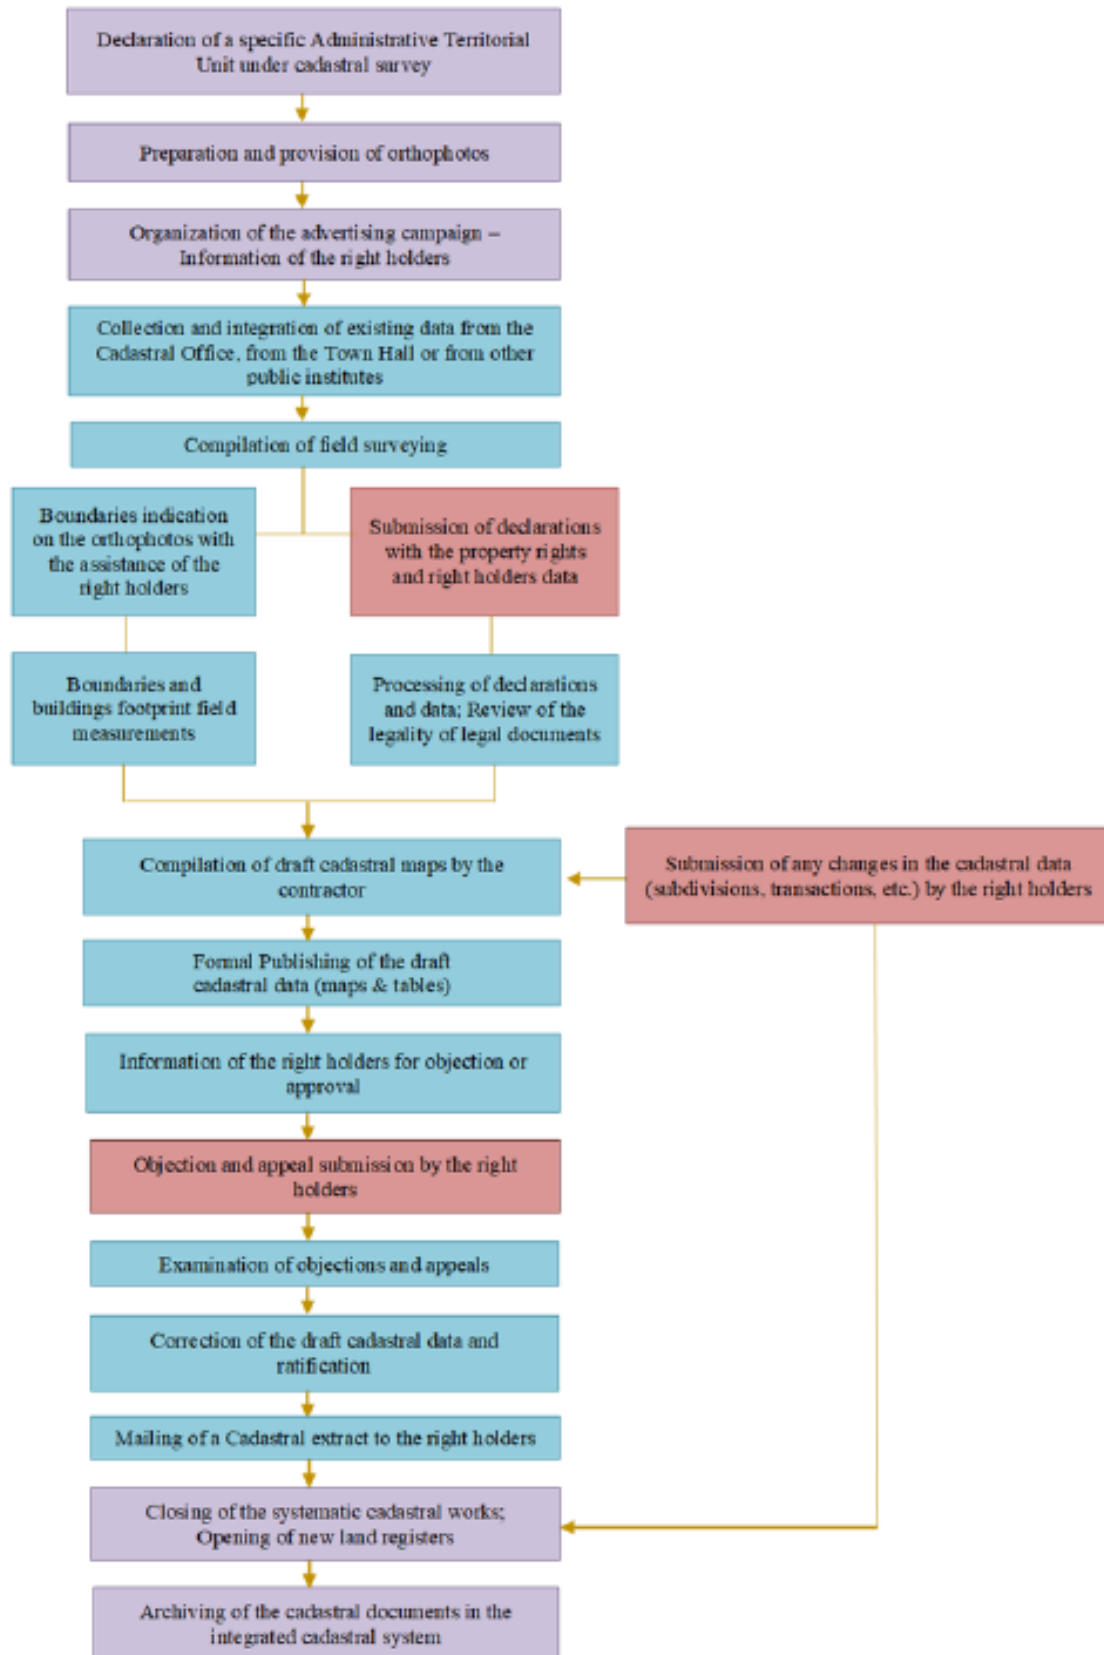 Declaration of a specific Administrative Territorial
Unit under cadastral survey
Preparation and provision of orthophotos
Organization of the advertising campaign –
Information of the right holders
Collection and integration of existing data from the
Cadastral Office, from the Town Hall or from other
public institutes
Compilation of field surveying
Boundaries indication
on the orthophotos with
the assistance of the
right holders
Submission of declarations
with the property rights
and right holders data
Boundaries and
buildings footprint field
measurements
Processing of declarations
and data; Review of the
legality of legal documents
Compilation of draft cadastral maps by the
contractor
Submission of any changes in the cadastral data
(subdivisions, transactions, etc.) by the right holders
Formal Publishing of the draft
cadastral data (maps & tables)
Information of the right holders for objection or
approval
Objection and appeal submission by the right
holders
Examination of objections and appeals
Correction of the draft cadastral data and
ratification
Mailing of a Cadastral extract to the right holders
Closing of the systematic cadastral works;
Opening of new land registers
Archiving of the cadastral documents in the
integrated cadastral system